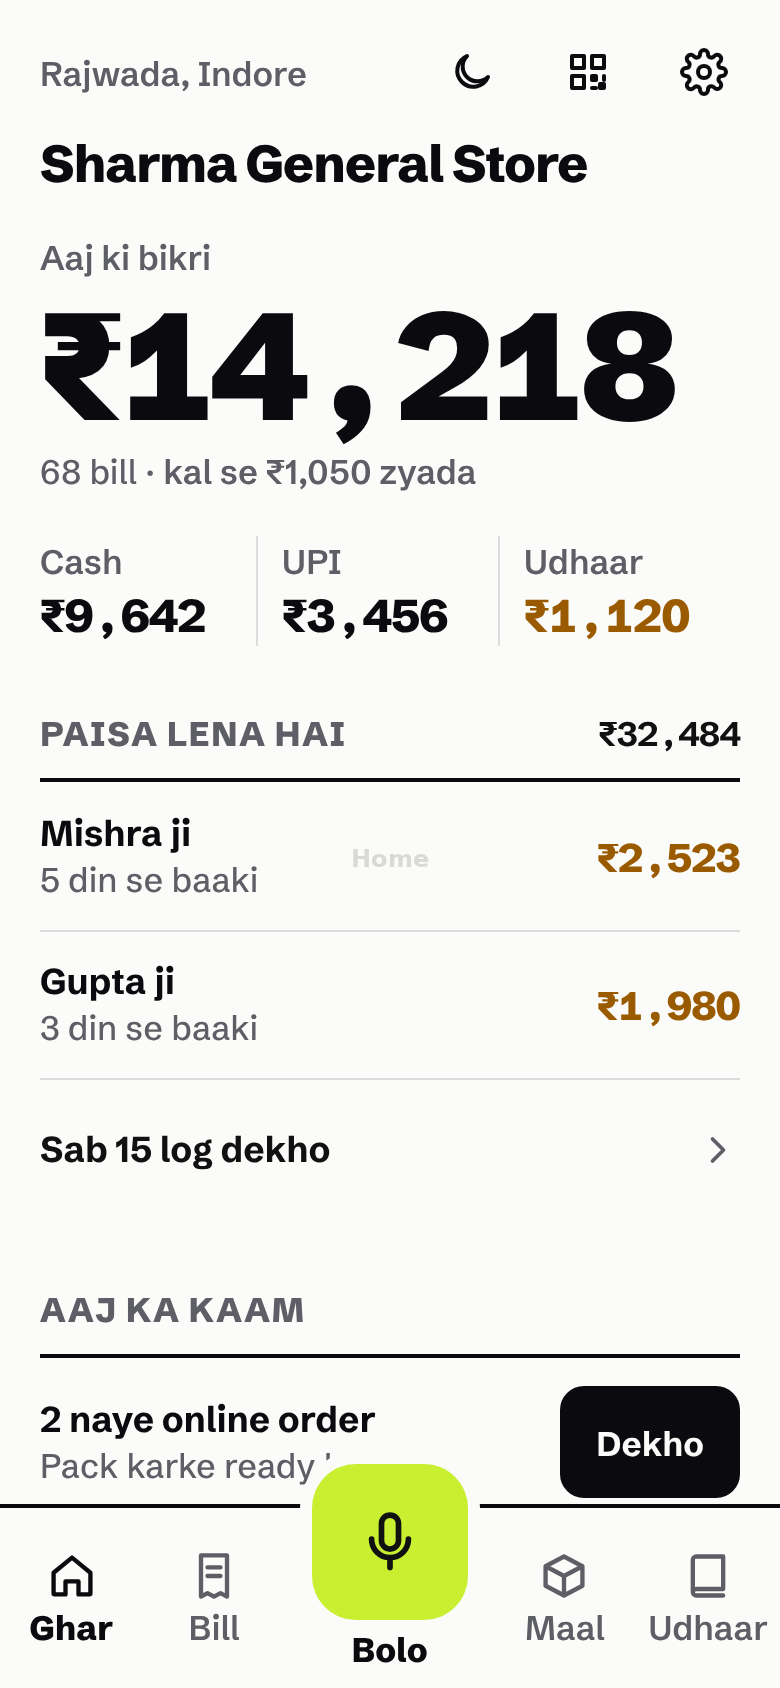 Rajwada, Indore
Sharma General Store
Aaj ki bikri
₹14,218
68 bill · kal se ₹1,050 zyada
Cash UPI Udhaar
₹9,642 ₹3,456 ₹1,120
PAISA LENA HAI ₹32,484
Mishra ji
Home ₹2,523
5 din se baaki
Gupta ji
₹1,980
3 din se baaki
Sab 15 log dekho
AAJ KA KAAM
2 naye online order
Dekho
Pack karke ready
Ghar Bill Maal Udhaar
Bolo